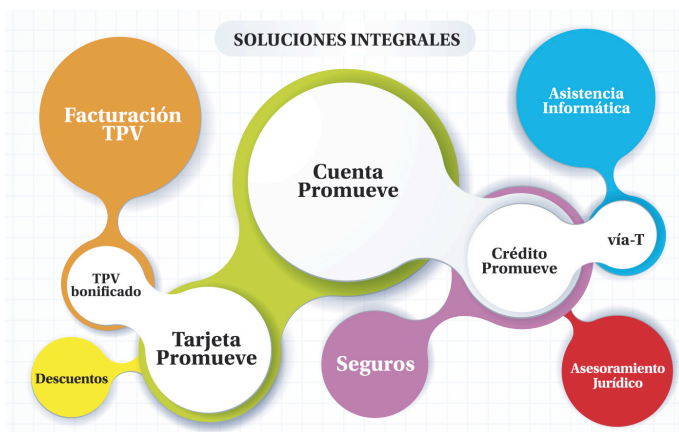 SOLUCIONES INTEGRALES
Facturación
TPV
Asistencia
Informática
Cuenta
Promueve
vía-T
Crédito
Promueve
TPV
bonificado
Tarjeta
Promueve
Seguros
Descuentos
Asesoramiento
Jurídico